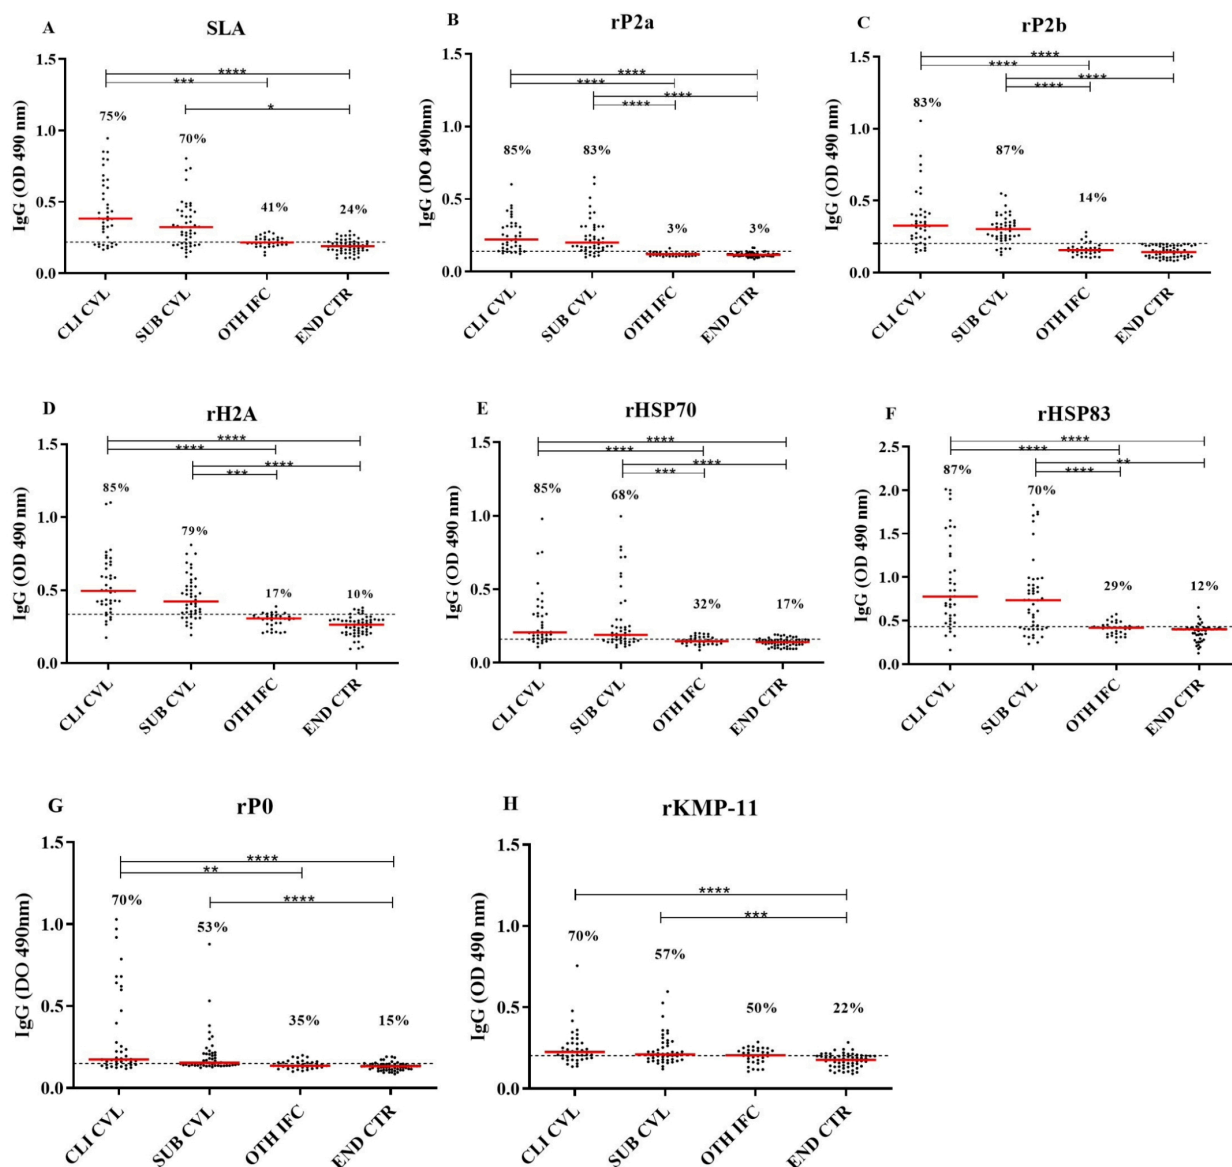 A SLA
IgG (OD 490 nm)
1.5
1.0
0.5
0.0
****
***
*
75%
70%
41%
24%
CLI CVL
SUB CVL
OTH IFC
END CTR
B rP2a
IgG (DO 490nm)
1.5
1.0
0.5
0.0
****
****
****
****
85%
83%
3%
3%
CLI CVL
SUB CVL
OTH IFC
END CTR
C rP2b
IgG (OD 490 nm)
1.5
1.0
0.5
0.0
****
****
****
****
83%
87%
14%
CLI CVL
SUB CVL
OTH IFC
END CTR
D rH2A
IgG (OD 490 nm)
1.5
1.0
0.5
0.0
****
****
****
***
85%
79%
17%
10%
CLI CVL
SUB CVL
OTH IFC
END CTR
E rHSP70
IgG (OD 490 nm)
1.5
1.0
0.5
0.0
****
****
****
***
85%
68%
32%
17%
CLI CVL
SUB CVL
OTH IFC
END CTR
F rHSP83
IgG (OD 490 nm)
2.5
2.0
1.5
1.0
0.5
0.0
****
****
**
****
87%
70%
29%
12%
CLI CVL
SUB CVL
OTH IFC
END CTR
G rP0
IgG (DO 490nm)
1.5
1.0
0.5
0.0
****
**
****
70%
53%
35%
15%
CLI CVL
SUB CVL
OTH IFC
END CTR
H rKMP-11
IgG (OD 490 nm)
1.5
1.0
0.5
0.0
****
***
70%
57%
50%
22%
CLI CVL
SUB CVL
OTH IFC
END CTR